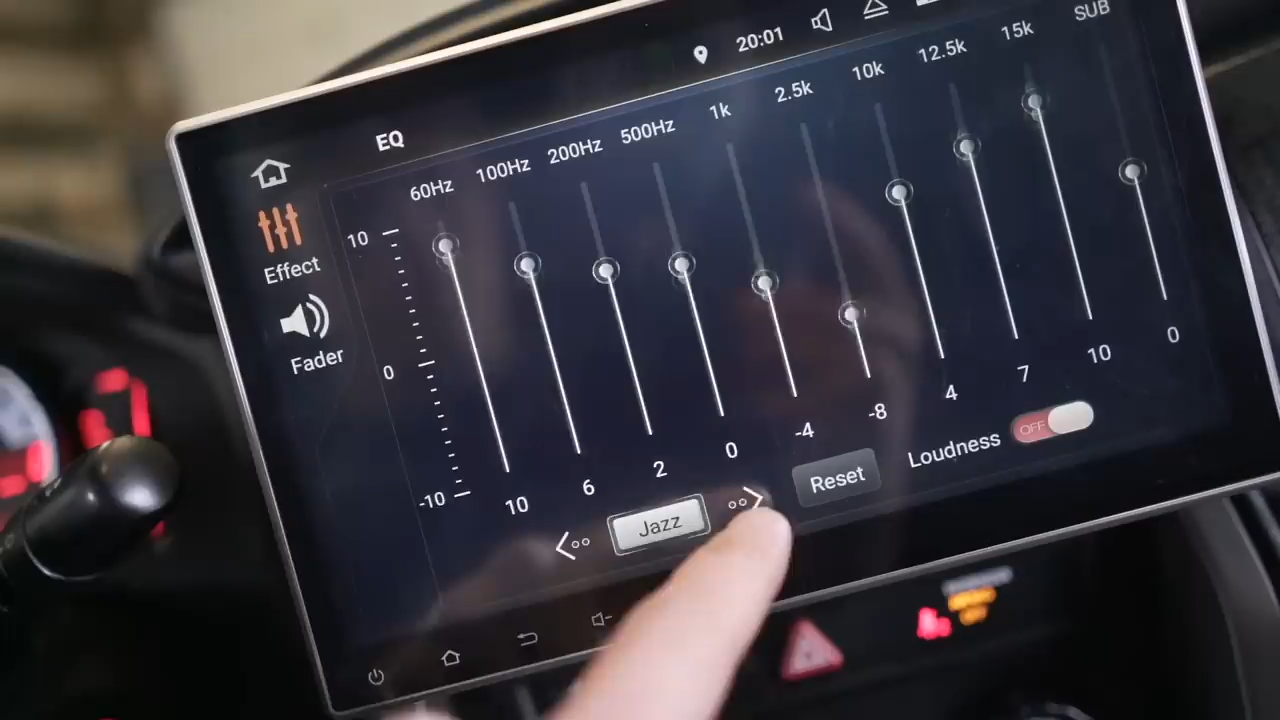 20:01
EQ
60Hz 100Hz 200Hz 500Hz 1k 2.5k 10k 12.5k 15k SUB
10
0
-10
Effect
Fader
10 6 2 0 -4 -8 4 7 10 0
Jazz
Reset
Loudness OFF